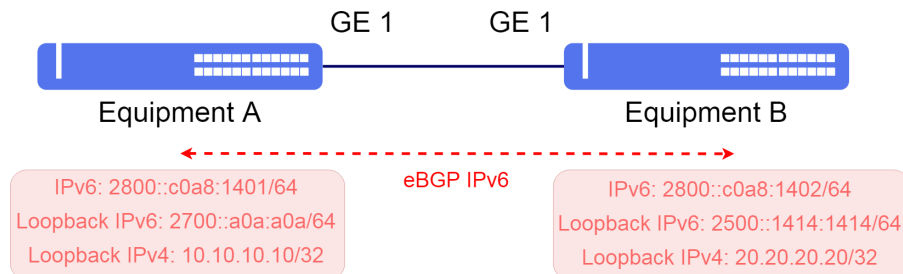 GE 1
GE 1
Equipment A
Equipment B
eBGP IPv6
IPv6: 2800::c0a8:1401/64
Loopback IPv6: 2700::a0a:a0a/64
Loopback IPv4: 10.10.10.10/32
IPv6: 2800::c0a8:1402/64
Loopback IPv6: 2500::1414:1414/64
Loopback IPv4: 20.20.20.20/32